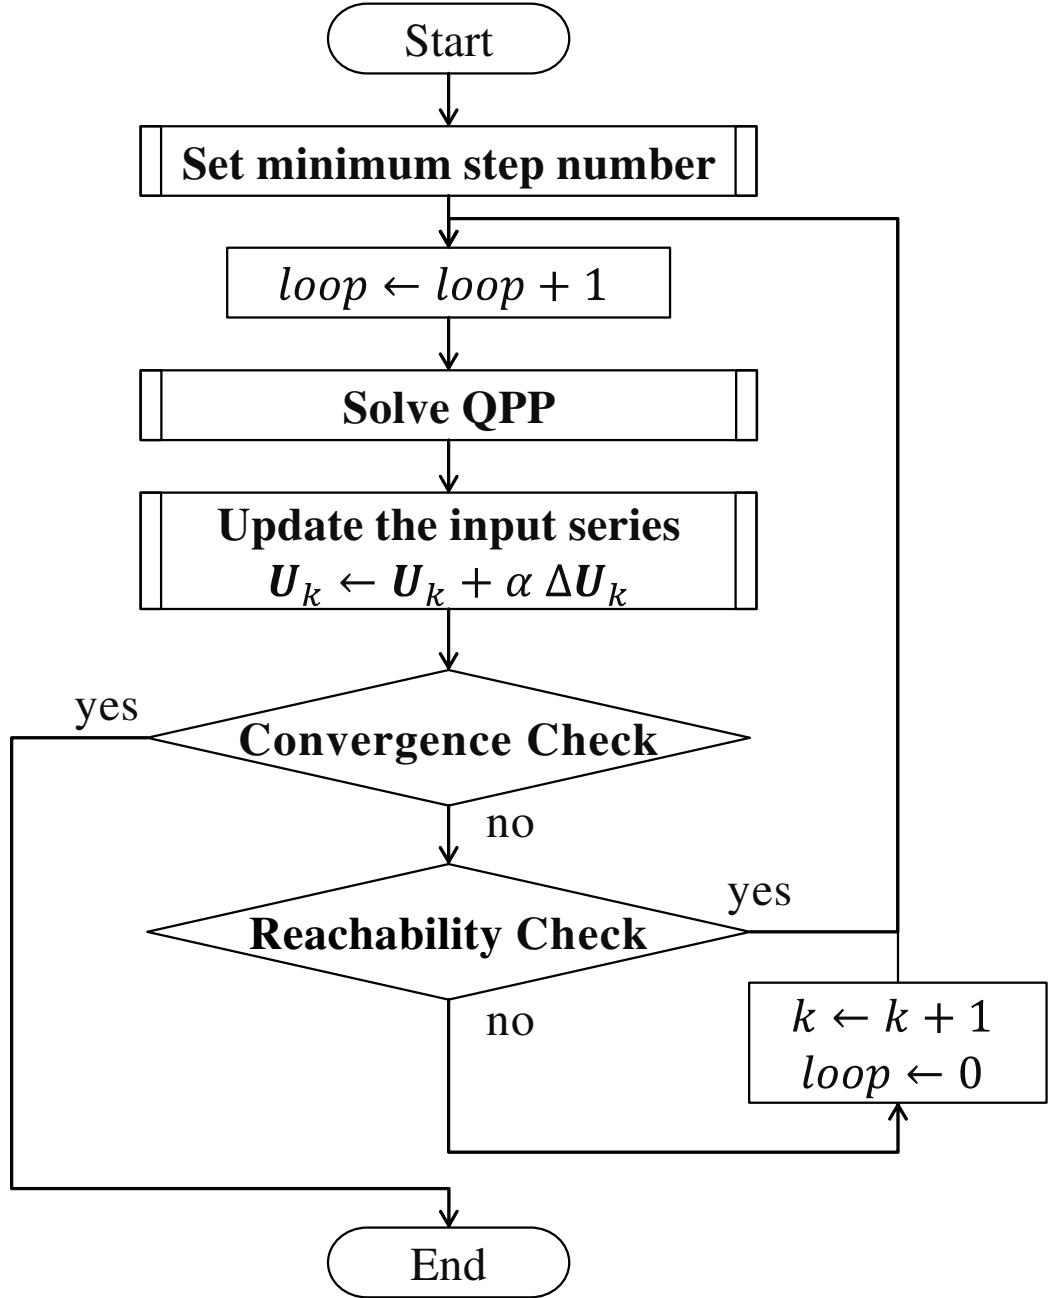 Start
Set minimum step number
loop ← loop + 1
Solve QPP
Update the input series
U_k ← U_k + α ΔU_k
yes
Convergence Check
no
yes
Reachability Check
no
k ← k + 1
loop ← 0
End